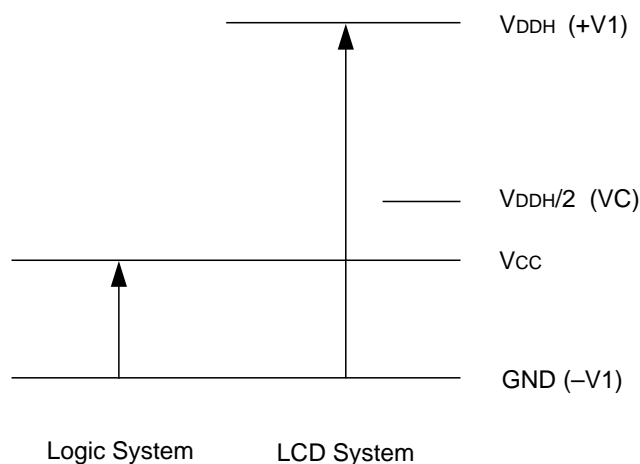 VDDH (+V1)
VDDH/2 (VC)
VCC
GND (–V1)
Logic System
LCD System